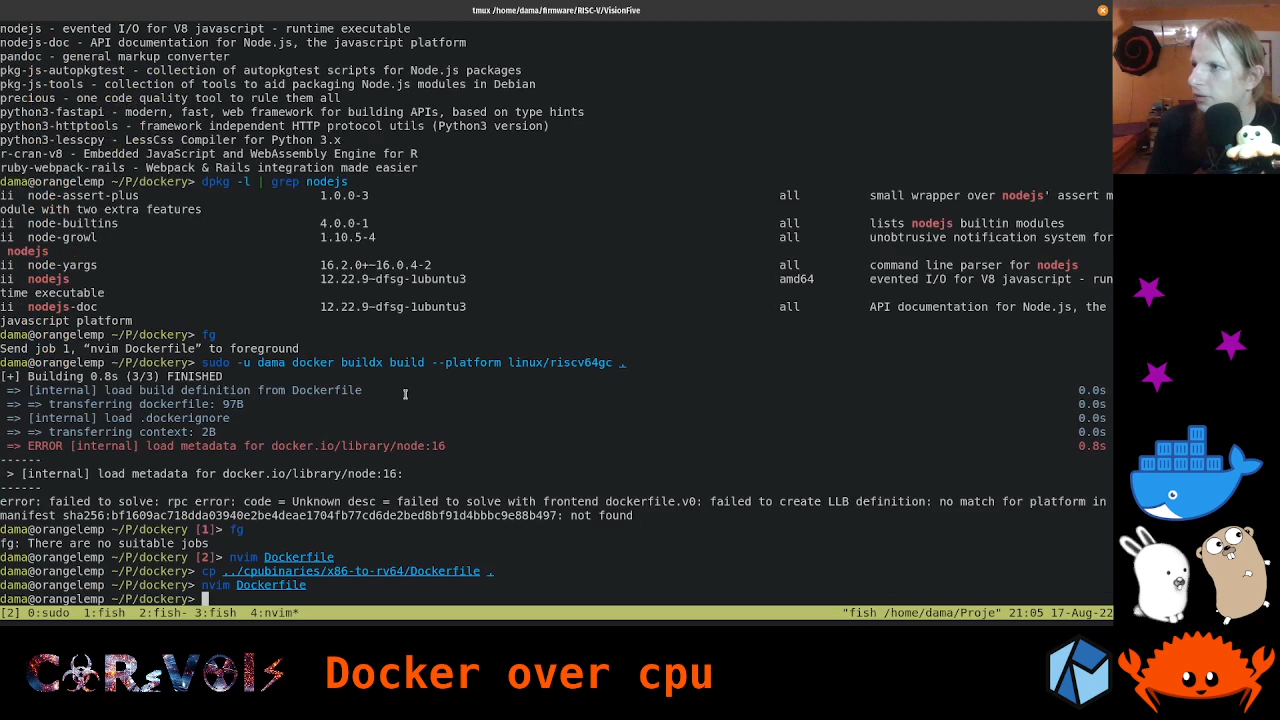 tmux /home/dama/firmware/RISC-V/VisionFive
nodejs - evented I/O for V8 javascript - runtime executable
nodejs-doc - API documentation for Node.js, the javascript platform
pandoc - general markup converter
pkg-js-autopkgtest - collection of autopkgtest scripts for Node.js packages
pkg-js-tools - collection of tools to aid packaging Node.js modules in Debian
precious - one code quality tool to rule them all
python3-fastapi - modern, fast, web framework for building APIs, based on type hints
python3-httptools - framework independent HTTP protocol utils (Python3 version)
python3-lesscpy - LessCss Compiler for Python 3.x
r-cran-v8 - Embedded JavaScript and WebAssembly Engine for R
ruby-webpack-rails - Webpack & Rails integration made easier
dama@orangelemp ~/P/dockery> dpkg -l | grep nodejs
ii  node-assert-plus 1.0.0-3 all small wrapper over nodejs' assert m
odule with two extra features
ii  node-builtins 4.0.0-1 all lists nodejs builtin modules
ii  node-growl 1.10.5-4 all unobtrusive notification system for
nodejs
ii  node-yargs 16.2.0+~16.0.4-2 all command line parser for nodejs
ii  nodejs 12.22.9~dfsg-1ubuntu3 amd64 evented I/O for V8 javascript - run
time executable
ii  nodejs-doc 12.22.9~dfsg-1ubuntu3 all API documentation for Node.js, the
javascript platform
dama@orangelemp ~/P/dockery> fg
Send job 1, “nvim Dockerfile” to foreground
dama@orangelemp ~/P/dockery> sudo -u dama docker buildx build --platform linux/riscv64gc .
[+] Building 0.8s (3/3) FINISHED
=> [internal] load build definition from Dockerfile 0.0s
=> => transferring dockerfile: 97B 0.0s
=> [internal] load .dockerignore 0.0s
=> => transferring context: 2B 0.0s
=> ERROR [internal] load metadata for docker.io/library/node:16 0.8s
------
> [internal] load metadata for docker.io/library/node:16:
------
error: failed to solve: rpc error: code = Unknown desc = failed to solve with frontend dockerfile.v0: failed to create LLB definition: no match for platform in
manifest sha256:bf1609ac718dda03940e2be4deae1704fb77cd6de2bed8bf91d4bbbc9e88b497: not found
dama@orangelemp ~/P/dockery [1]> fg
fg: There are no suitable jobs
dama@orangelemp ~/P/dockery [2]> nvim Dockerfile
dama@orangelemp ~/P/dockery> cp ../cpubinaries/x86-to-rv64/Dockerfile .
dama@orangelemp ~/P/dockery> nvim Dockerfile
dama@orangelemp ~/P/dockery>
[2] 0:sudo  1:fish  2:fish- 3:fish  4:nvim* "fish /home/dama/Proje" 21:05 17-Aug-22
Docker over cpu